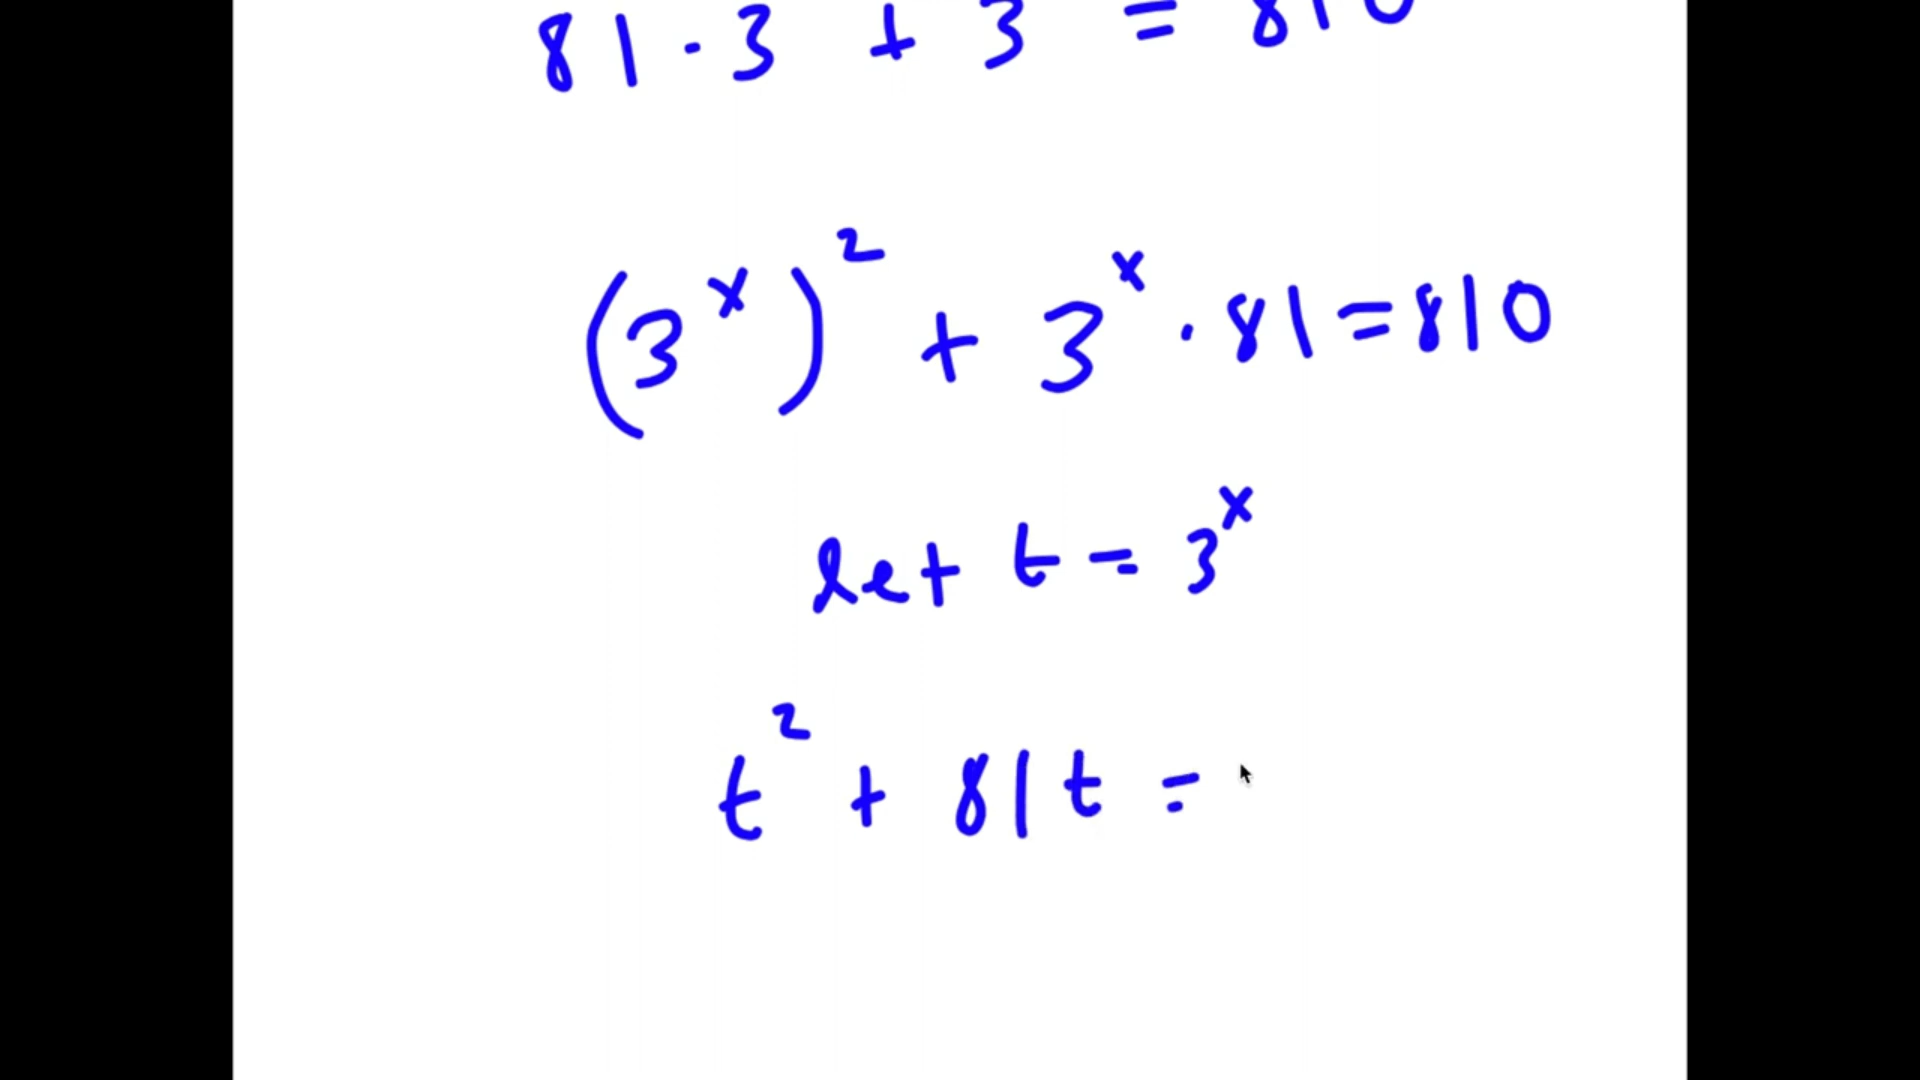 81 · 3 + 3 = 810
(3^x)^2 + 3^x · 81 = 810
let t = 3^x
t^2 + 81t =